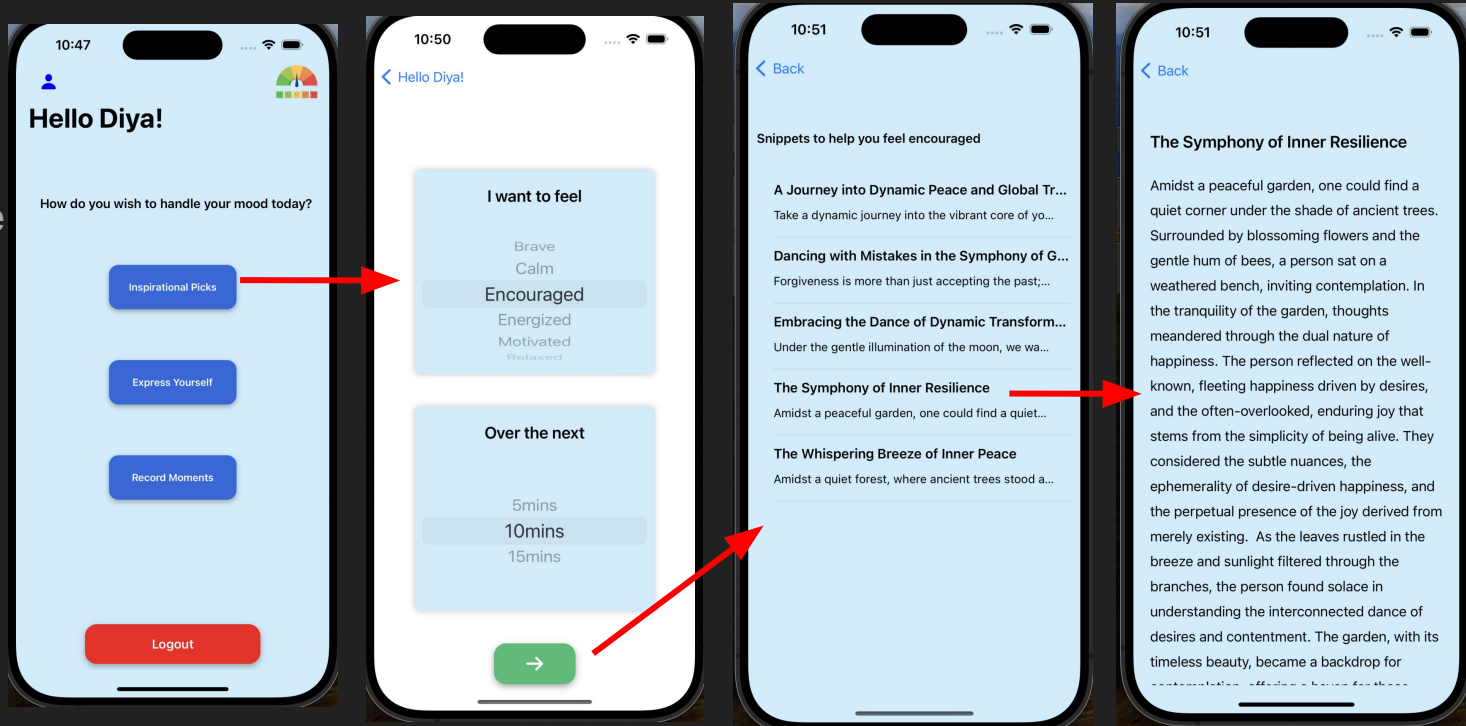 10:47
Hello Diya!
How do you wish to handle your mood today?
Inspirational Picks
Express Yourself
Record Moments
Logout
10:50
Hello Diya!
I want to feel
Brave
Calm
Encouraged
Energized
Motivated
Relaxed
Over the next
5mins
10mins
15mins
10:51
Back
Snippets to help you feel encouraged
A Journey into Dynamic Peace and Global Tr...
Take a dynamic journey into the vibrant core of yo...
Dancing with Mistakes in the Symphony of G...
Forgiveness is more than just accepting the past;...
Embracing the Dance of Dynamic Transform...
Under the gentle illumination of the moon, we wa...
The Symphony of Inner Resilience
Amidst a peaceful garden, one could find a quiet...
The Whispering Breeze of Inner Peace
Amidst a quiet forest, where ancient trees stood a...
10:51
Back
The Symphony of Inner Resilience
Amidst a peaceful garden, one could find a
quiet corner under the shade of ancient trees.
Surrounded by blossoming flowers and the
gentle hum of bees, a person sat on a
weathered bench, inviting contemplation. In
the tranquility of the garden, thoughts
meandered through the dual nature of
happiness. The person reflected on the well-
known, fleeting happiness driven by desires,
and the often-overlooked, enduring joy that
stems from the simplicity of being alive. They
considered the subtle nuances, the
ephemerality of desire-driven happiness, and
the perpetual presence of the joy derived from
merely existing. As the leaves rustled in the
breeze and sunlight filtered through the
branches, the person found solace in
understanding the interconnected dance of
desires and contentment. The garden, with its
timeless beauty, became a backdrop for